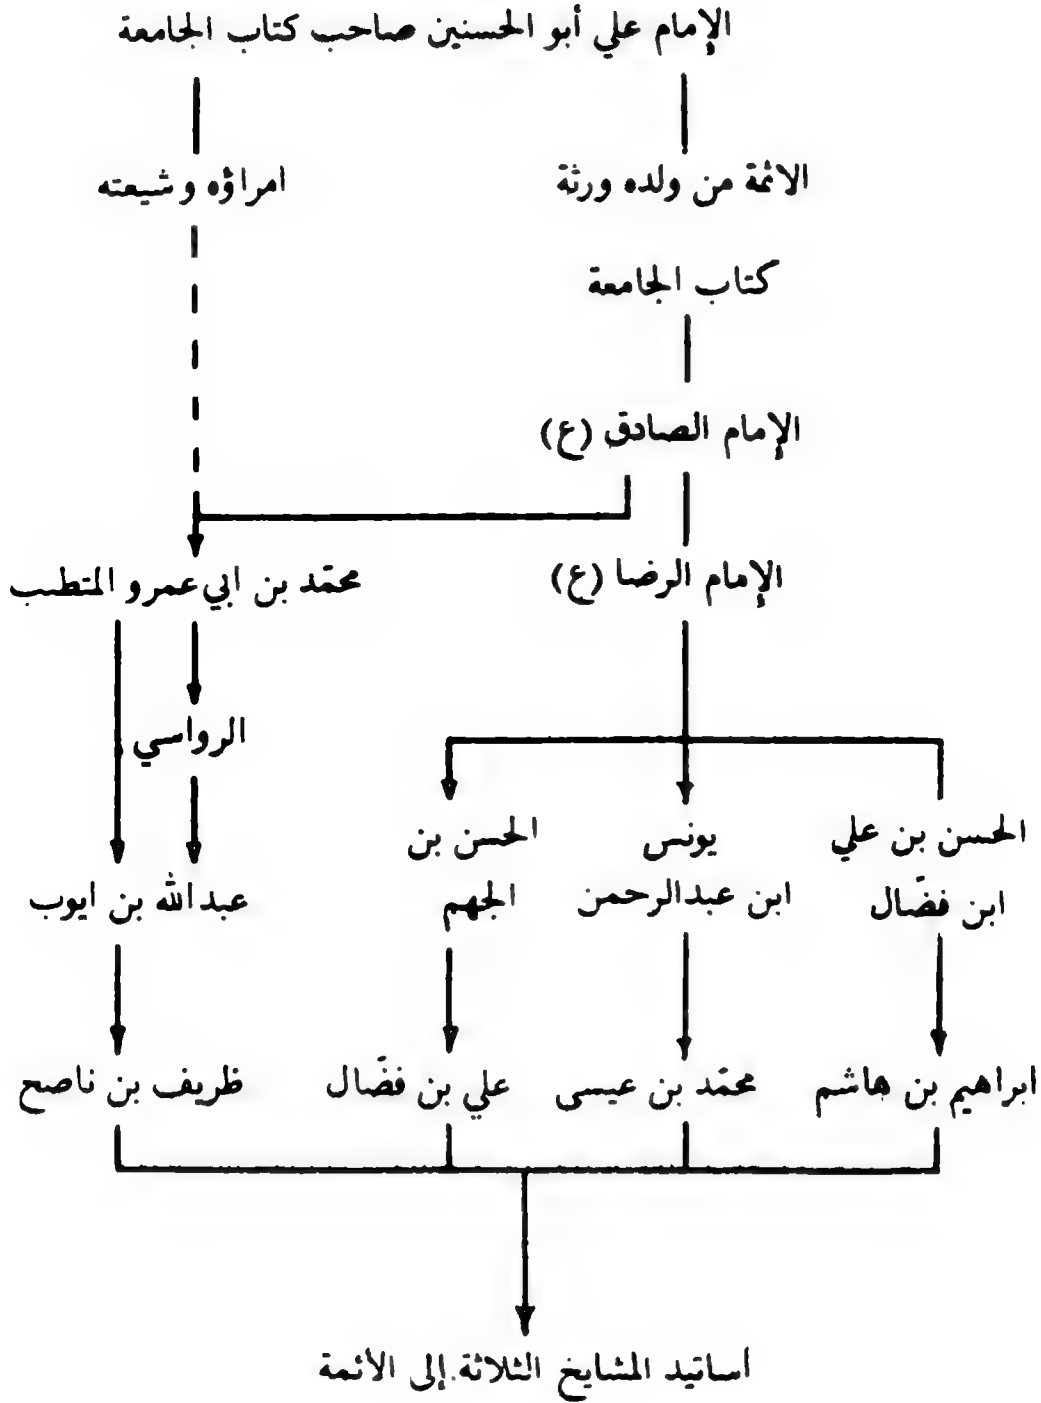 الإمام علي أبو الحسنين صاحب كتاب الجامعة
الائمة من ولده ورثة
امراؤه وشيعته
كتاب الجامعة
الإمام الصادق (ع)
الإمام الرضا (ع)
محمّد بن ابي عمرو المتطبب
الرواسي
الحسن بن علي
يونس
الحسن بن
ابن فضّال
ابن عبدالرحمن
الجهم
عبدالله بن ايوب
ابراهيم بن هاشم
محمّد بن عيسى
علي بن فضّال
ظريف بن ناصح
أسانيد المشايخ الثلاثة إلى الأئمة